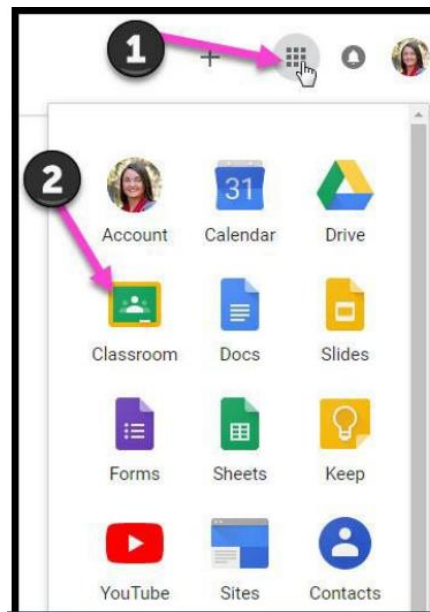 1
2
31
Account Calendar Drive
Classroom Docs Slides
Forms Sheets Keep
YouTube Sites Contacts